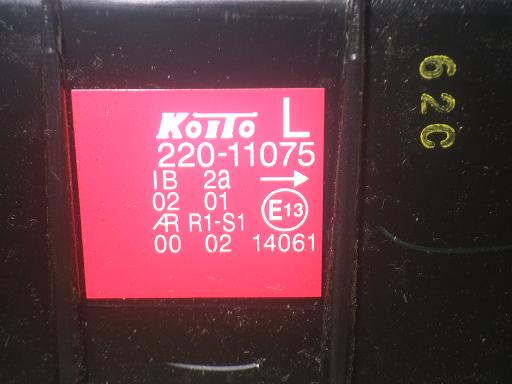 KOITO L
220-11075
IB 2a →
02 01 E13
AR R1-S1
00 02 14061
62C